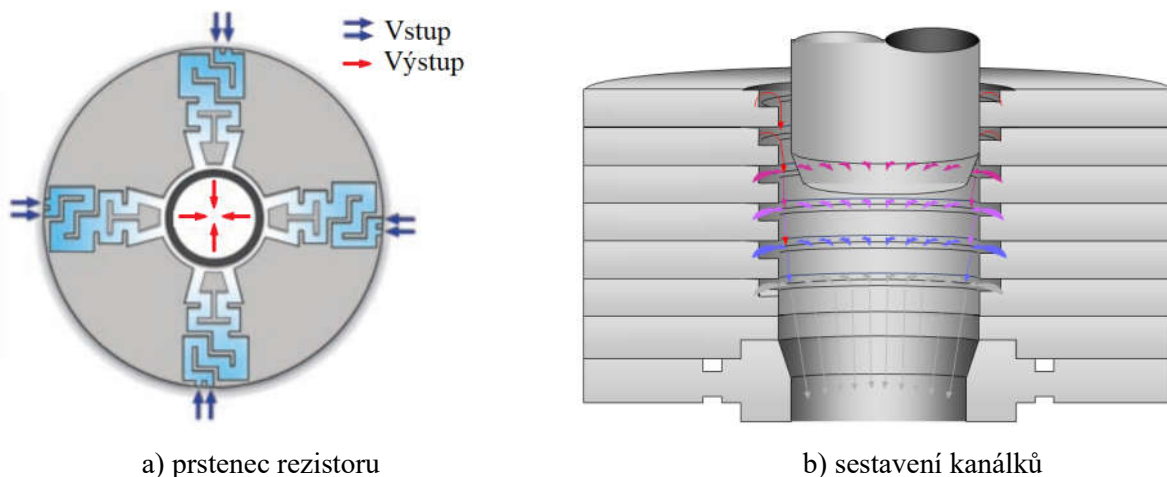 Vstup
Výstup
a) prstenec rezistoru
b) sestavení kanálků